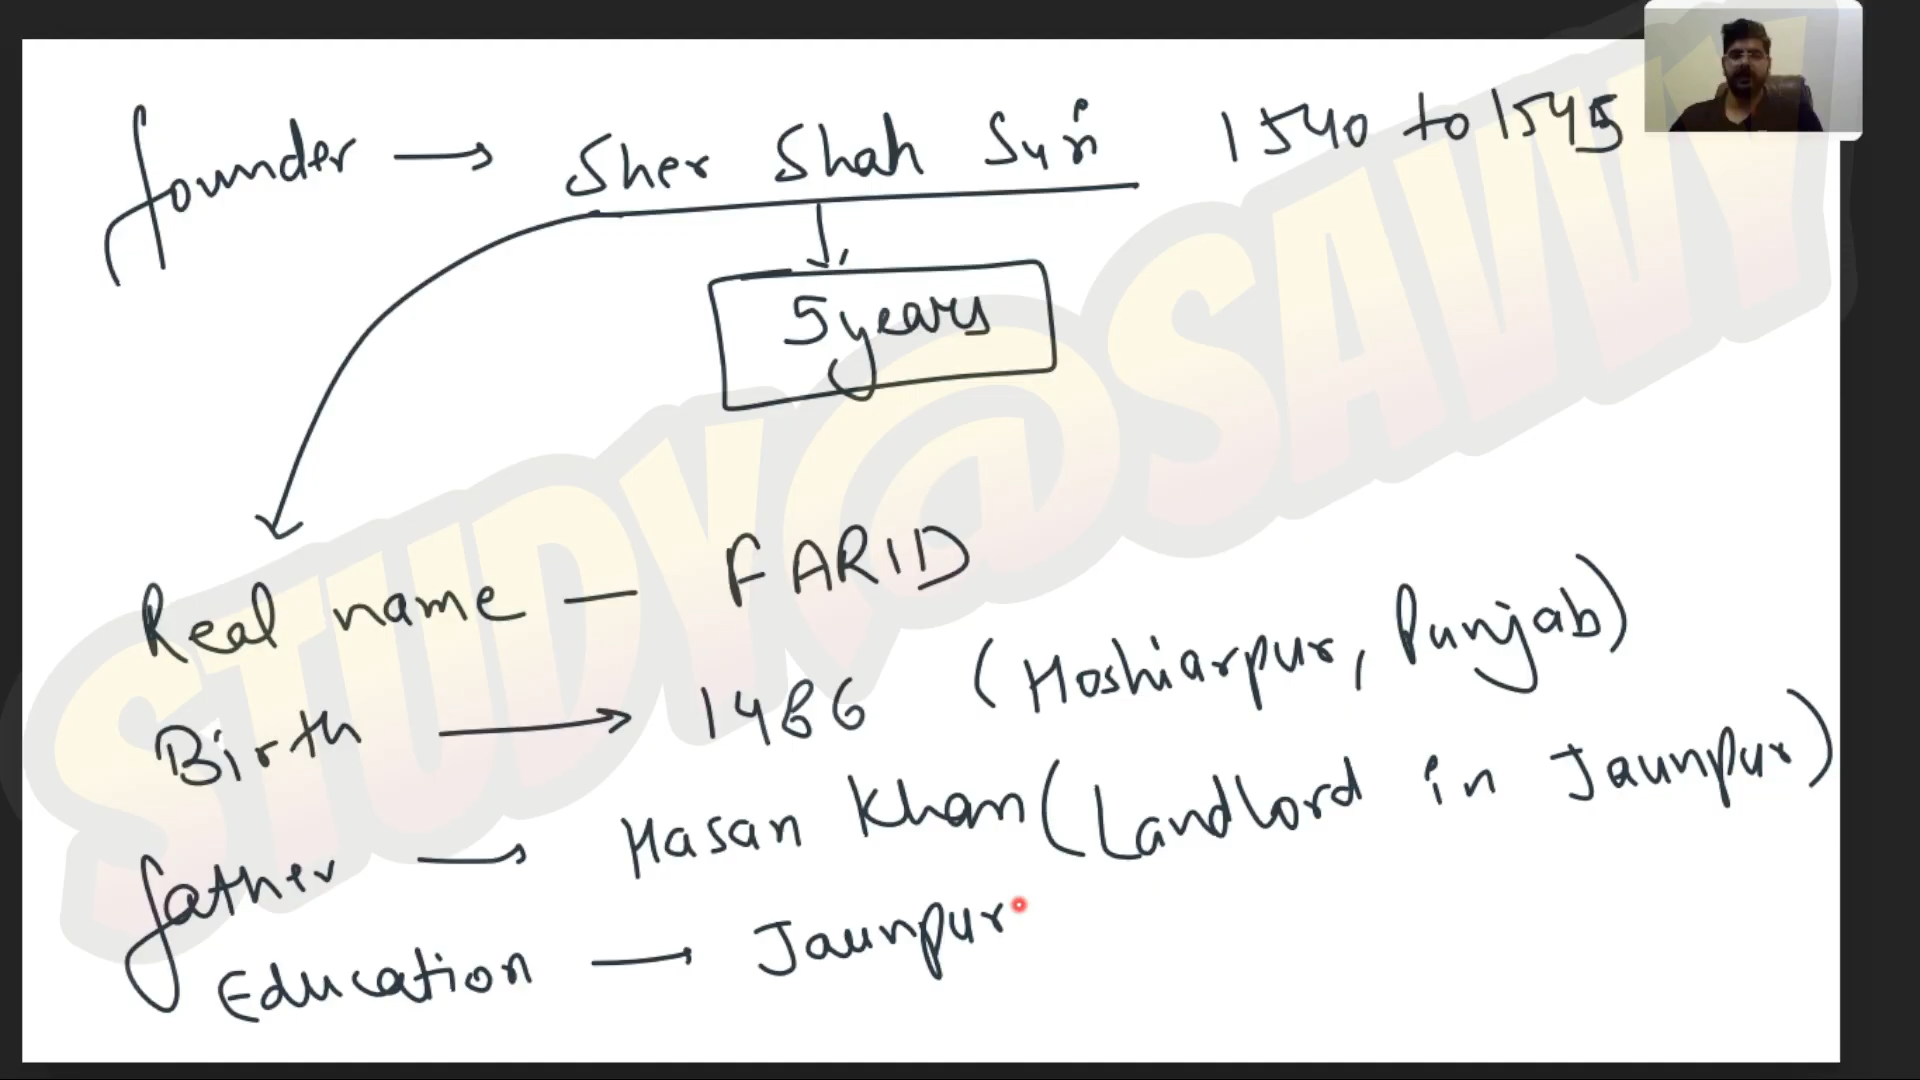 founder → Sher Shah Suri 1540 to 1545
5 years
Real name — FARID
Birth → 1486 (Hoshiarpur, Punjab)
father → Hasan Khan (Landlord in Jaunpur)
Education → Jaunpur
STUDY@SAVVY